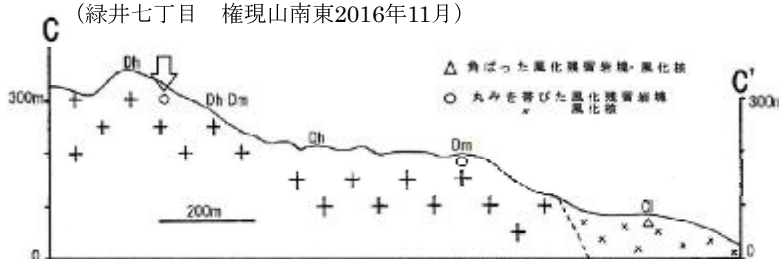 (緑井七丁目 権現山南東2016年11月)
C
Dh
Dh Dm
Ch
Dm
Cl
△ 角ばった風化残留岩塊・風化核
○ 丸みを帯びた風化残留岩塊
〃 風化核
C'
300m
300m
200m
0
0